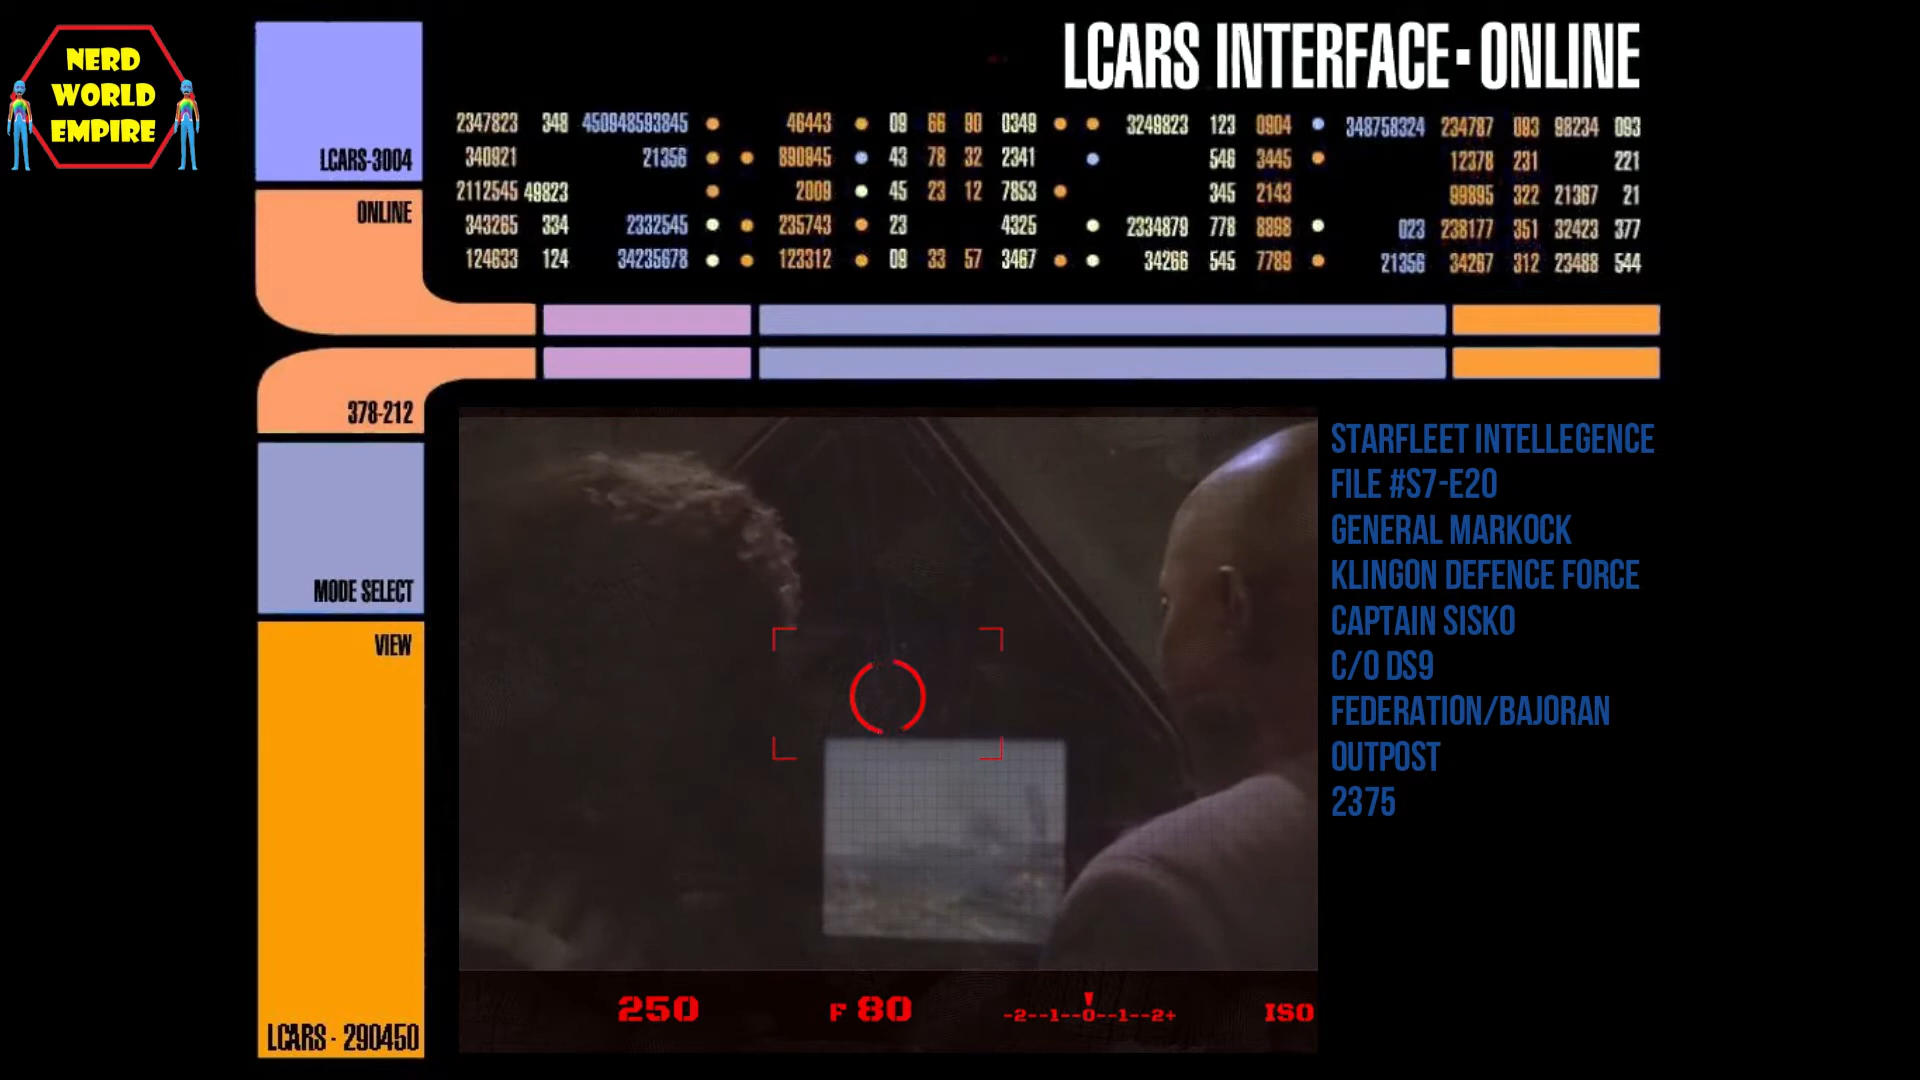 NERD
WORLD
EMPIRE
LCARS INTERFACE▪ONLINE
LCARS-3004
2347823 348 450948593845 46443 09 66 90 0349 3249823 123 0904 348758324 234787 093 98234 093
340921 21356 890845 43 78 32 2341 546 3445 12378 231 221
2112545 49823 2009 45 23 12 7853 345 2143 99895 322 21367 21
ONLINE
343265 334 2332545 235743 23 4325 2334879 778 8898 023 238177 351 32423 377
124633 124 34235678 123312 09 33 57 3467 34266 545 7789 21356 34267 312 23488 544
378-212
MODE SELECT
VIEW
LCARS - 290450
STARFLEET INTELLEGENCE
FILE #S7-E20
GENERAL MARKOCK
KLINGON DEFENCE FORCE
CAPTAIN SISKO
C/O DS9
FEDERATION/BAJORAN
OUTPOST
2375
250 F 80 -2--1--0--1--2+ ISO